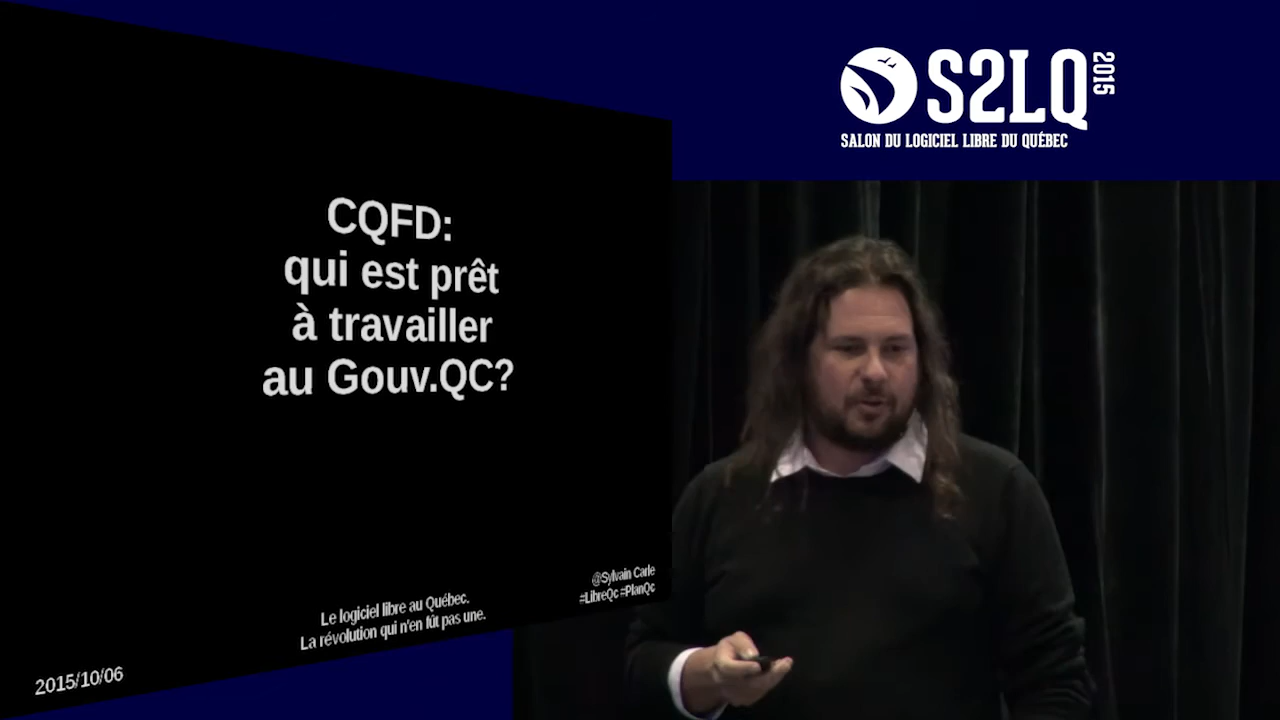 CQFD:
qui est prêt
à travailler
au Gouv.QC?
@Sylvain Carle
#LibreQc #PlanQc
Le logiciel libre au Québec.
La révolution qui n'en fût pas une.
2015/10/06
S2LQ 2015
SALON DU LOGICIEL LIBRE DU QUÉBEC